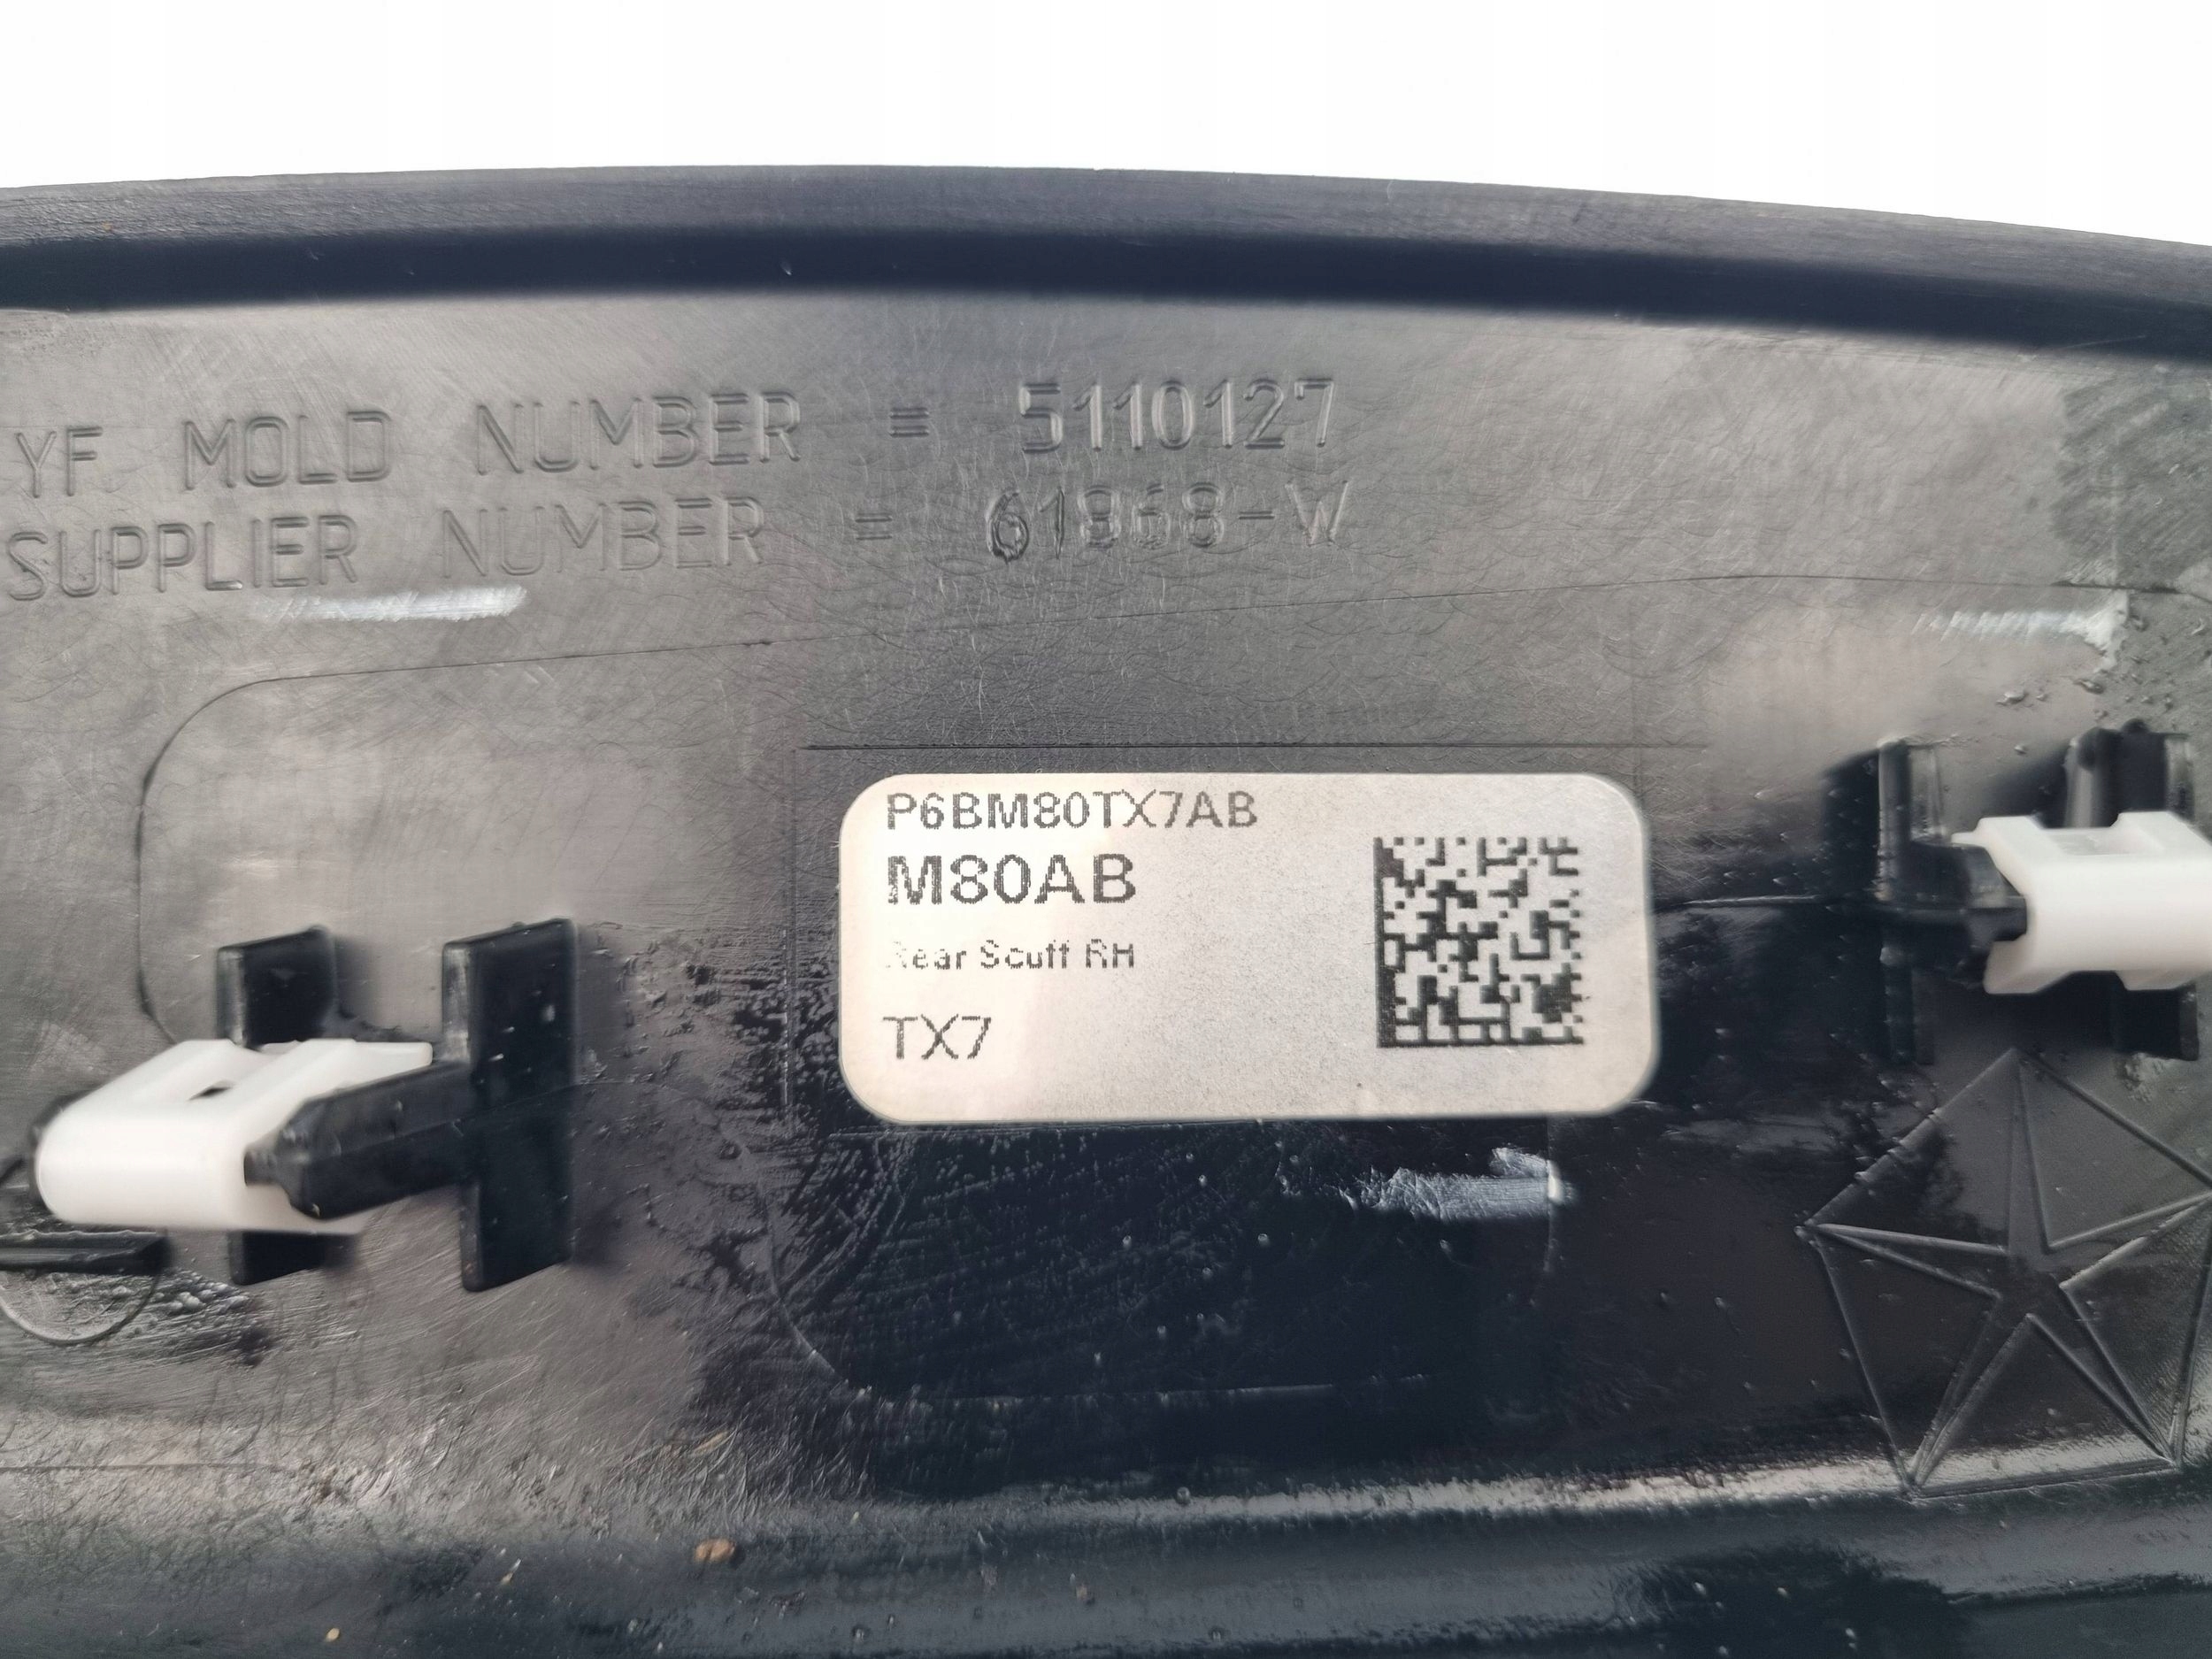 YF MOLD NUMBER = 5110127
SUPPLIER NUMBER = 61868-W
P6BM80TX7AB
M80AB
Rear Scuff RH
TX7